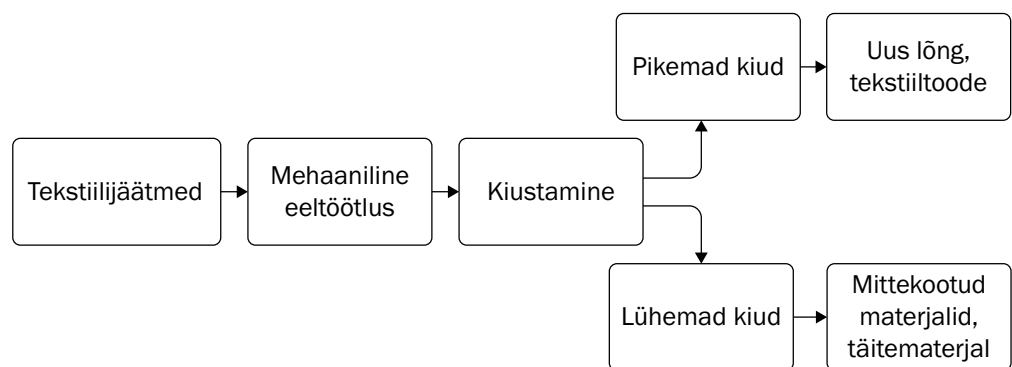 Tekstiilijäätmed
Mehaaniline
eeltöötlus
Kiustamine
Pikemad kiud
Uus lõng,
tekstiiltoode
Lühemad kiud
Mittekootud
materjalid,
täitematerjal